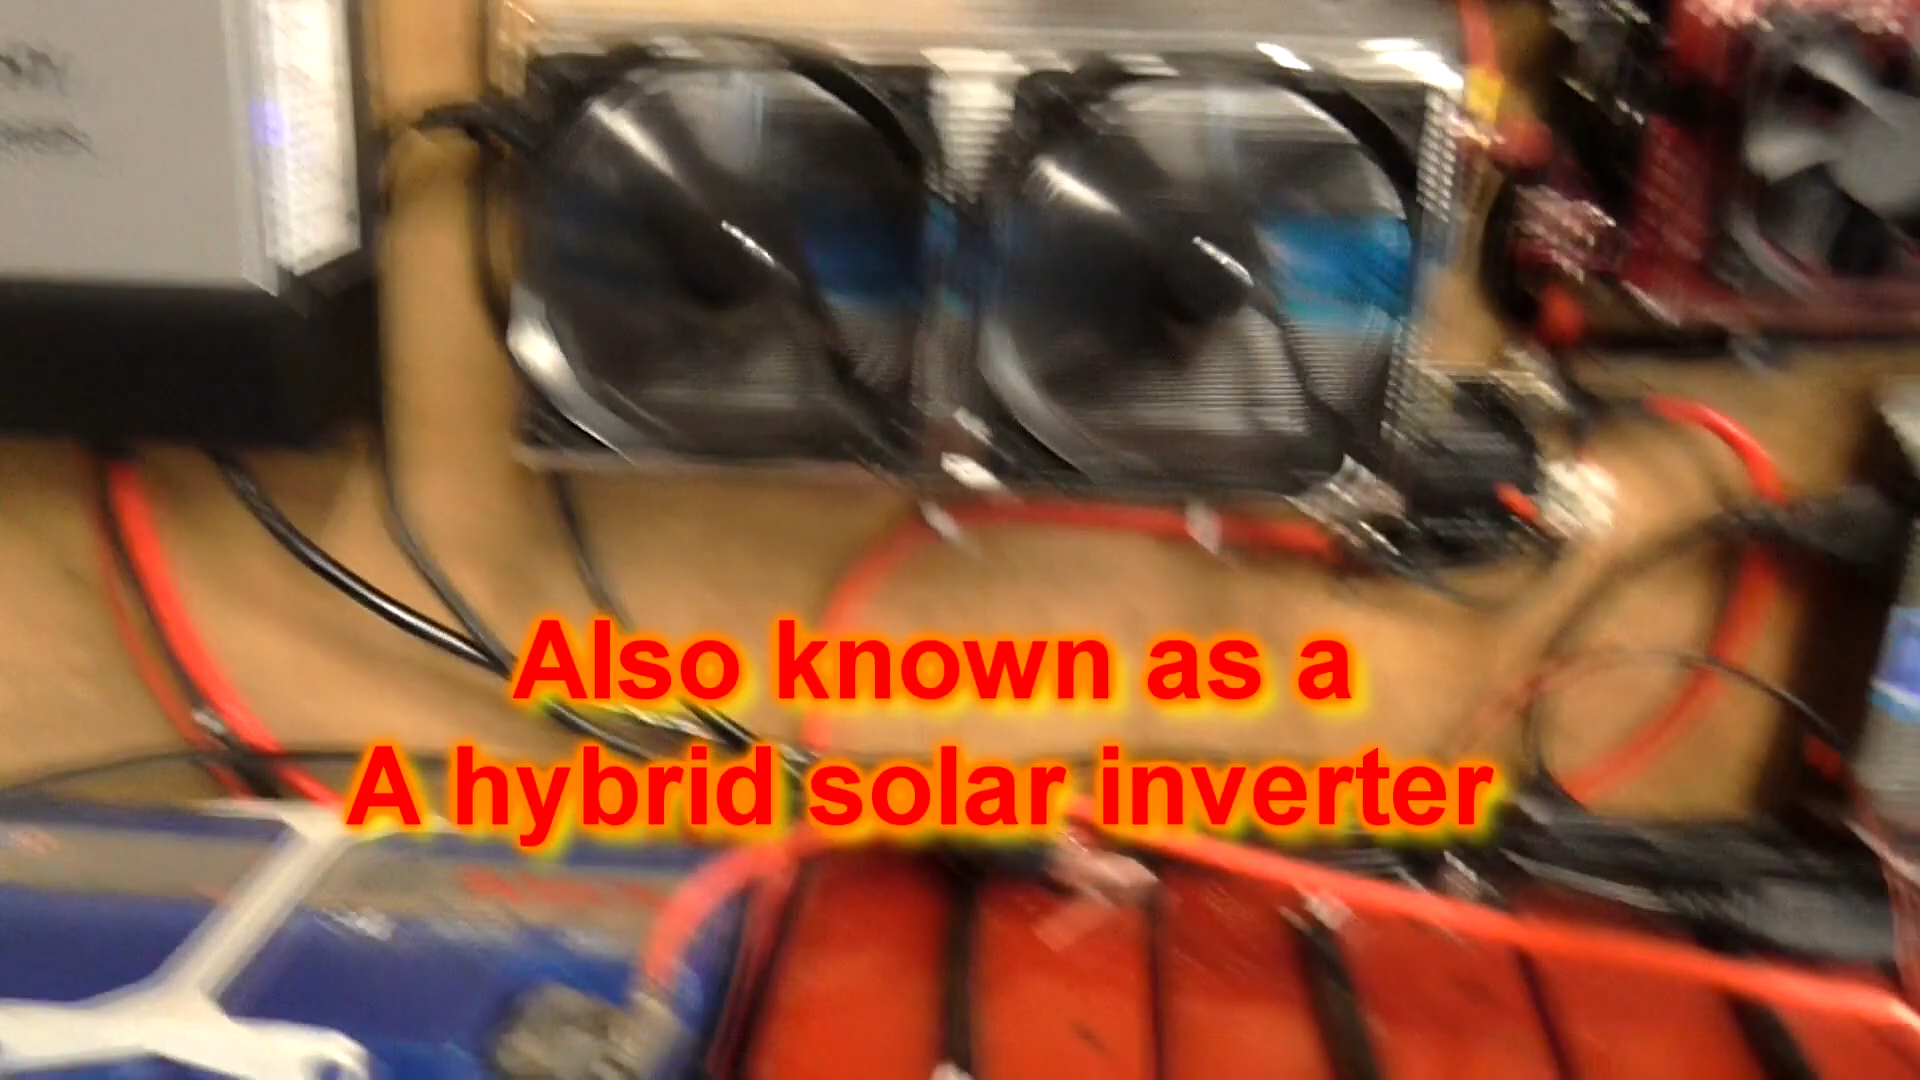 Also known as a
A hybrid solar inverter